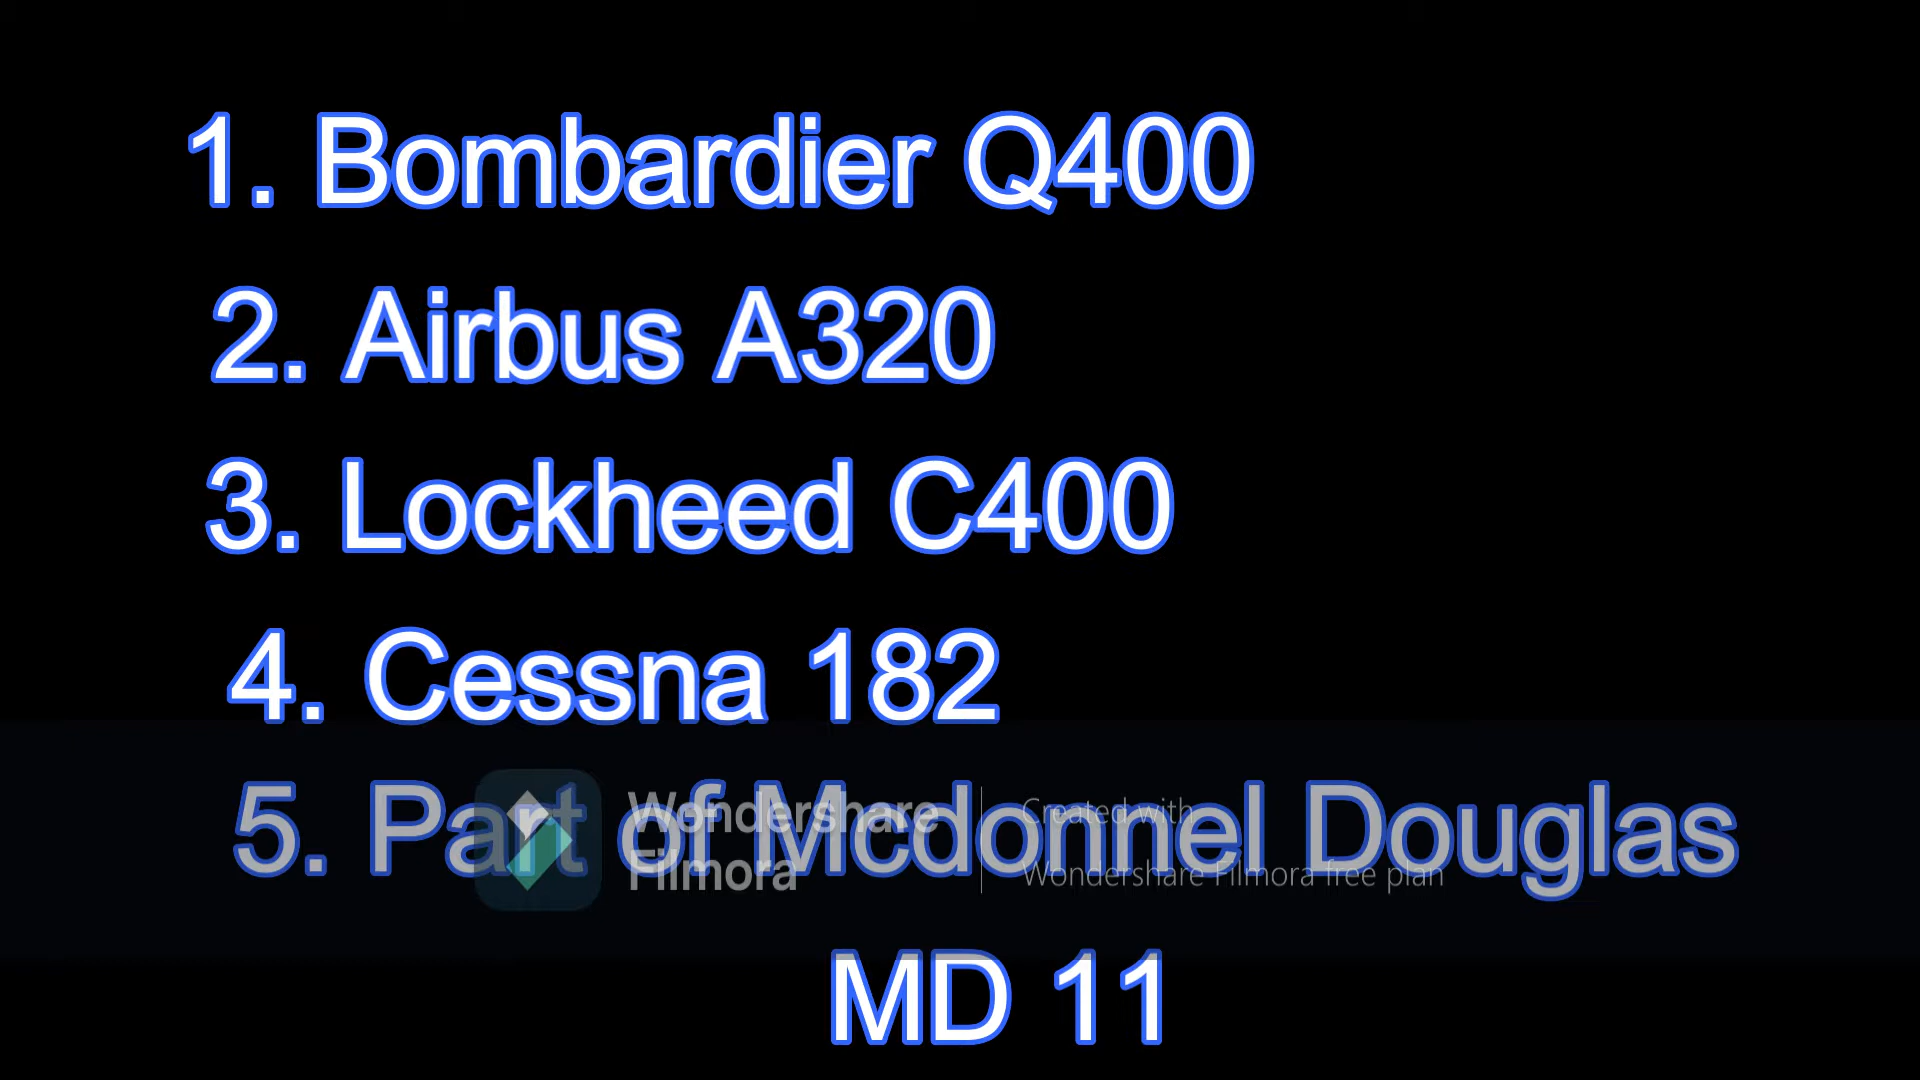 1. Bombardier Q400
2. Airbus A320
3. Lockheed C400
4. Cessna 182
5. Part of Mcdonnel Douglas
MD 11
Wondershare
Filmora
Created with
Wondershare Filmora free plan